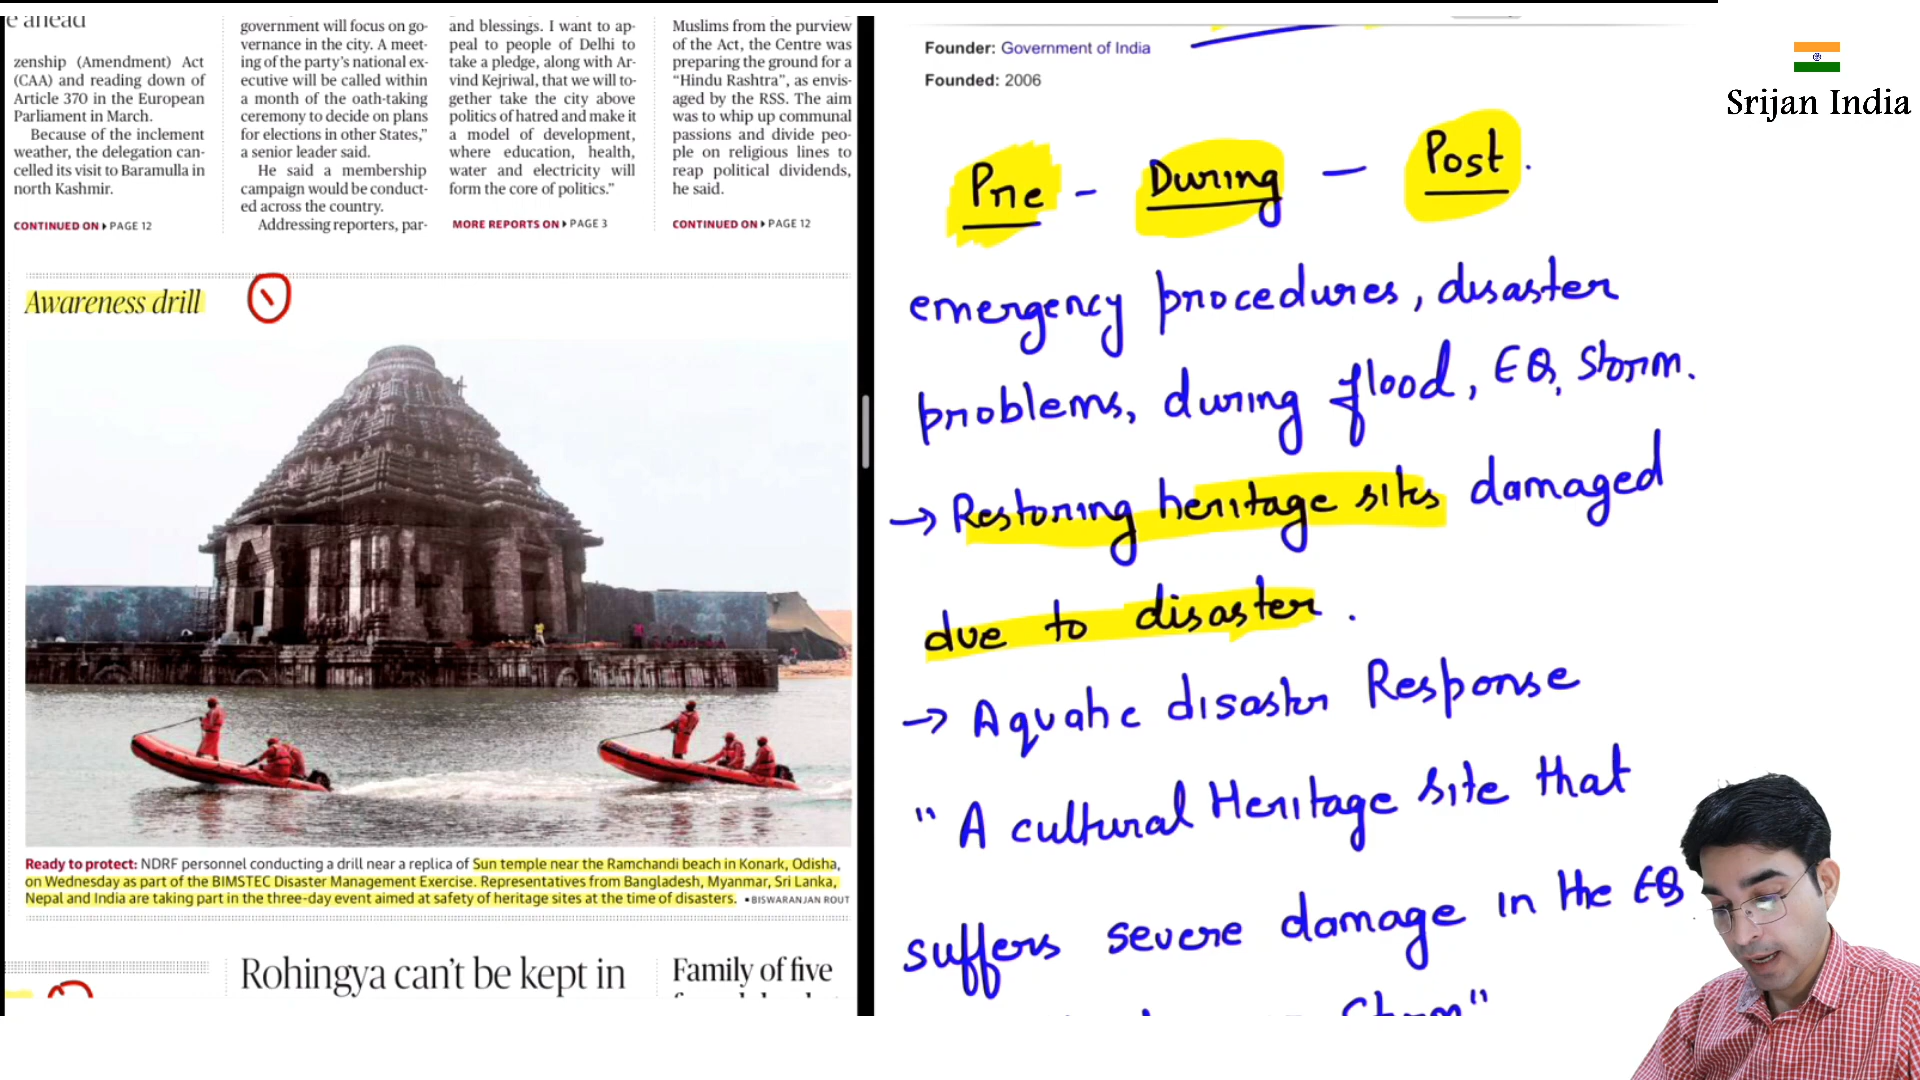 e ahead
zenship (Amendment) Act
(CAA) and reading down of
Article 370 in the European
Parliament in March.
Because of the inclement
weather, the delegation can-
celled its visit to Baramulla in
north Kashmir.
CONTINUED ON PAGE 12
government will focus on go-
vernance in the city. A meet-
ing of the party's national ex-
ecutive will be called within
a month of the oath-taking
ceremony to decide on plans
for elections in other States,"
a senior leader said.
He said a membership
campaign would be conduct-
ed across the country.
Addressing reporters, par-
and blessings. I want to ap-
peal to people of Delhi to
take a pledge, along with Ar-
vind Kejriwal, that we will to-
gether take the city above
politics of hatred and make it
a model of development,
where education, health,
water and electricity will
form the core of politics."
MORE REPORTS ON PAGE 3
Muslims from the purview
of the Act, the Centre was
preparing the ground for a
"Hindu Rashtra", as envis-
aged by the RSS. The aim
was to whip up communal
passions and divide peo-
ple on religious lines to
reap political dividends,
he said.
CONTINUED ON PAGE 12
Awareness drill
Ready to protect: NDRF personnel conducting a drill near a replica of Sun temple near the Ramchandi beach in Konark, Odisha,
on Wednesday as part of the BIMSTEC Disaster Management Exercise. Representatives from Bangladesh, Myanmar, Sri Lanka,
Nepal and India are taking part in the three-day event aimed at safety of heritage sites at the time of disasters. ▪BISWARANJAN ROUT
Rohingya can't be kept in
Family of five
Founder: Government of India
Founded: 2006
Pre - During - Post.
emergency procedures, disaster
problems, during flood, EQ, Storm.
→ Restoring heritage sites damaged
due to disaster.
→ Aquatic disaster Response
"A cultural Heritage site that
suffers severe damage in the EQ
Storm"
Srijan India